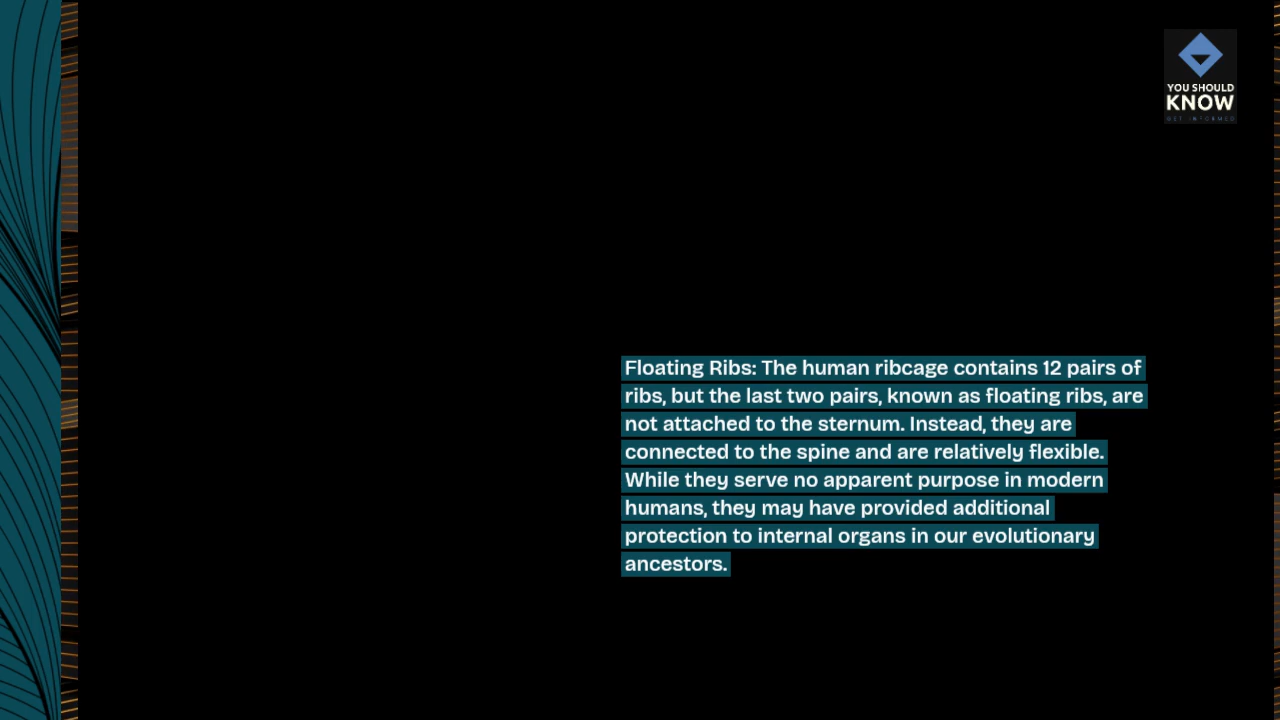 YOU SHOULD
KNOW
GET INFORMED
Floating Ribs: The human ribcage contains 12 pairs of
ribs, but the last two pairs, known as floating ribs, are
not attached to the sternum. Instead, they are
connected to the spine and are relatively flexible.
While they serve no apparent purpose in modern
humans, they may have provided additional
protection to internal organs in our evolutionary
ancestors.